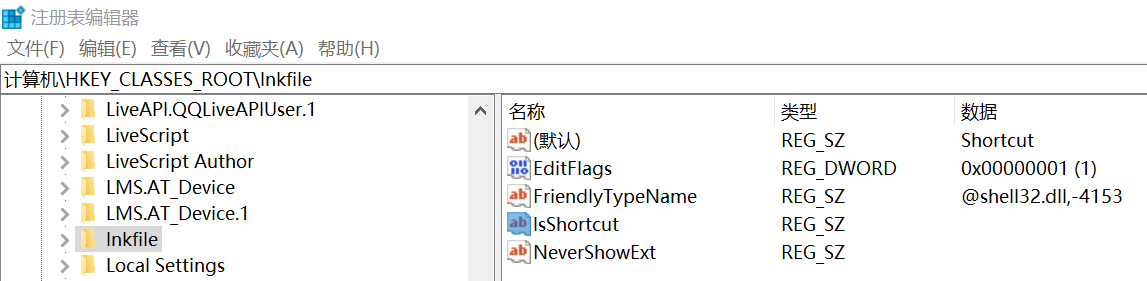 注册表编辑器
文件(F) 编辑(E) 查看(V) 收藏夹(A) 帮助(H)
计算机\HKEY_CLASSES_ROOT\lnkfile
LiveAPI.QQLiveAPIUser.1
LiveScript
LiveScript Author
LMS.AT_Device
LMS.AT_Device.1
lnkfile
Local Settings
名称 类型 数据
(默认) REG_SZ Shortcut
EditFlags REG_DWORD 0x00000001 (1)
FriendlyTypeName REG_SZ @shell32.dll,-4153
IsShortcut REG_SZ
NeverShowExt REG_SZ